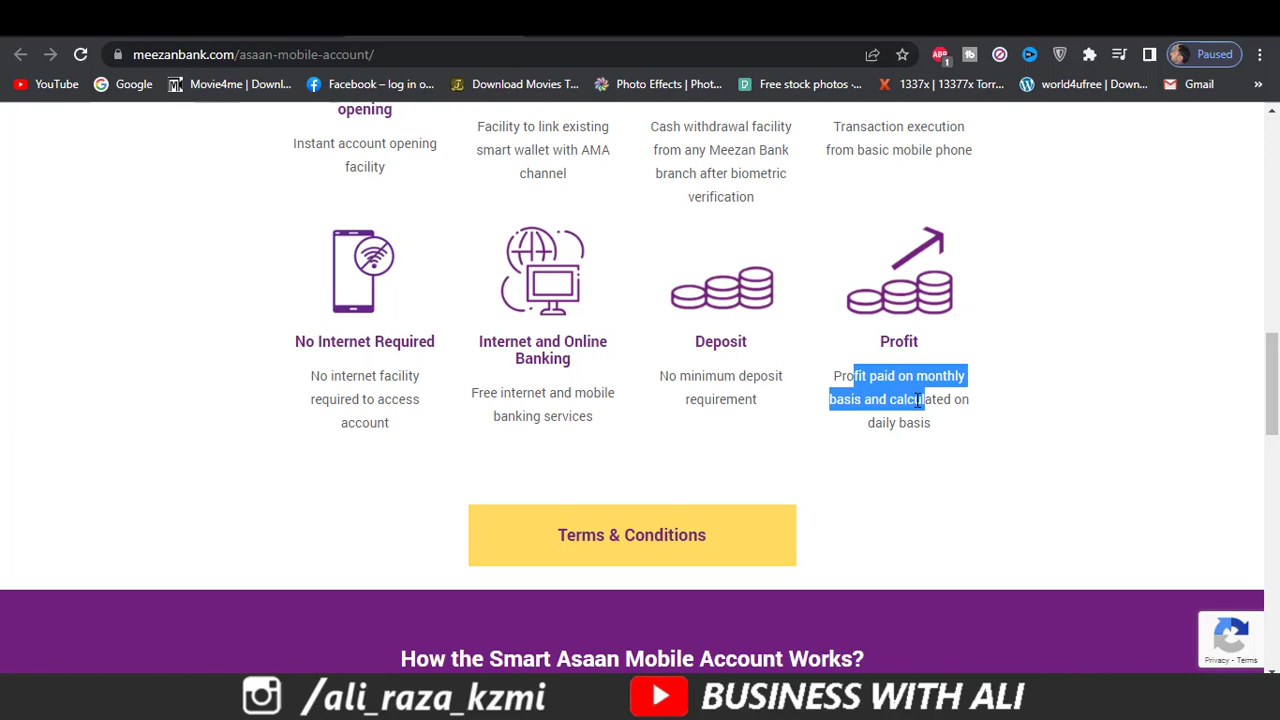 meezanbank.com/asaan-mobile-account/
ABD
1
Paused
YouTube
Google
Movie4me | Downl...
Facebook – log in o...
Download Movies T...
Photo Effects | Phot...
Free stock photos ·...
1337x | 13377x Torr...
world4ufree | Down...
Gmail
»
opening
Instant account opening
facility
Facility to link existing
smart wallet with AMA
channel
Cash withdrawal facility
from any Meezan Bank
branch after biometric
verification
Transaction execution
from basic mobile phone
No Internet Required
No internet facility
required to access
account
Internet and Online
Banking
Free internet and mobile
banking services
Deposit
No minimum deposit
requirement
Profit
Profit paid on monthly
basis and calculated on
daily basis
Terms & Conditions
How the Smart Asaan Mobile Account Works?
Privacy - Terms
/ali_raza_kzmi
BUSINESS WITH ALI